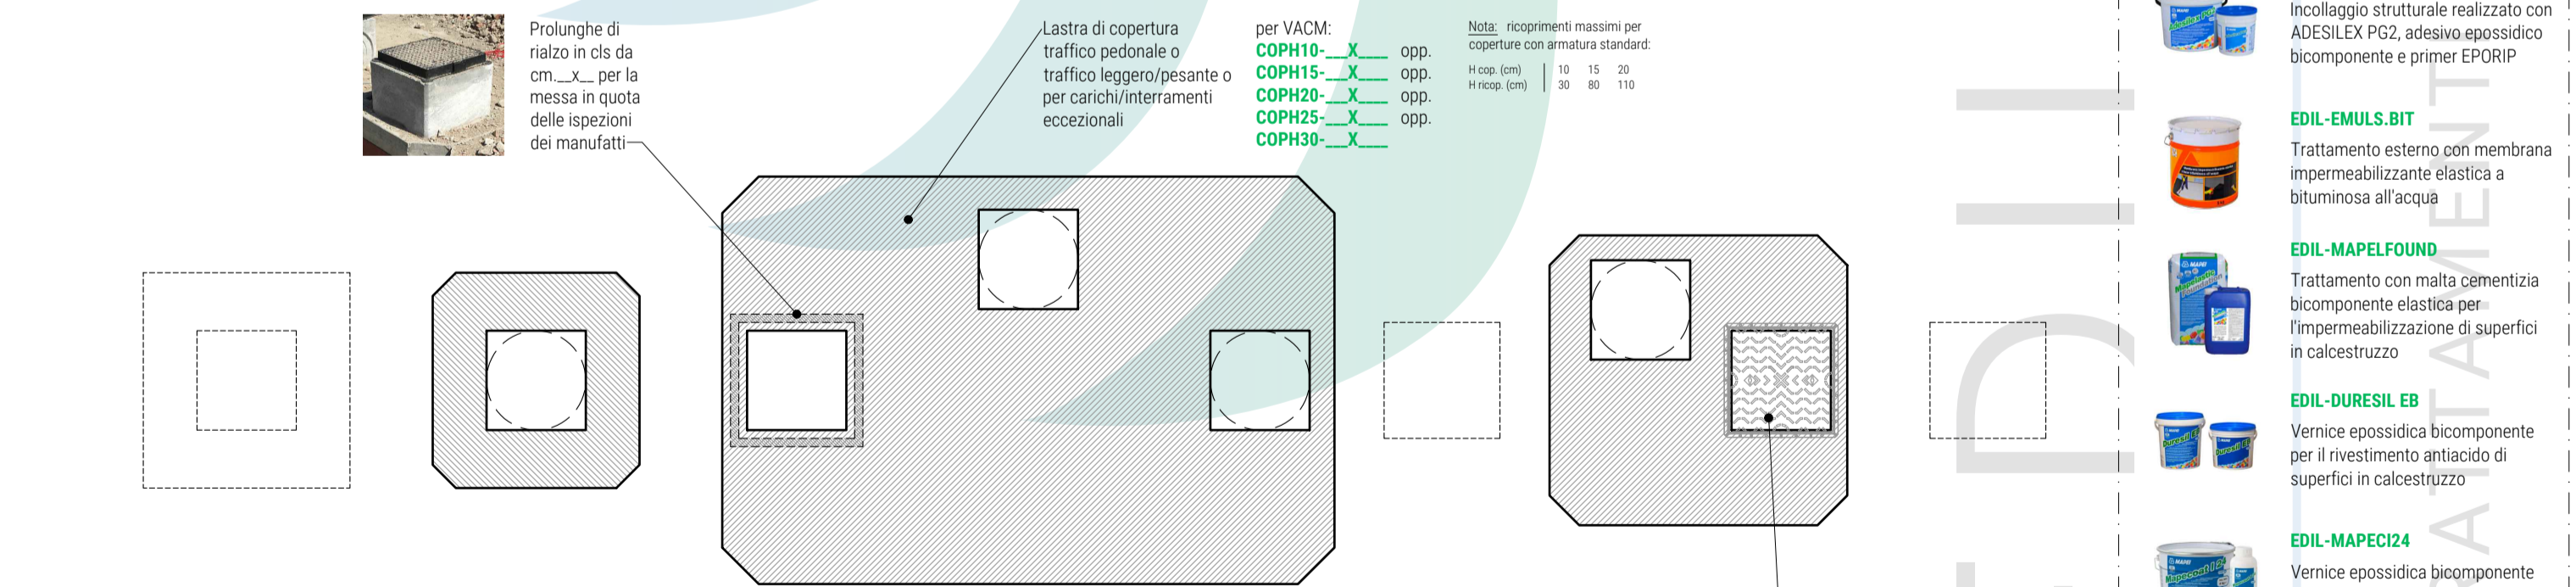 Prolunghe di
rialzo in cls da
cm.__x__ per la
messa in quota
delle ispezioni
dei manufatti
Lastra di copertura
traffico pedonale o
traffico leggero/pesante o
per carichi/interramenti
eccezionali
per VACM:
COPH10-___X____ opp.
COPH15-___X____ opp.
COPH20-___X____ opp.
COPH25-___X____ opp.
COPH30-___X____
Nota: ricoprimenti massimi per
coperture con armatura standard:
H cop. (cm) 10 15 20
H ricop. (cm) 30 80 110
Incollaggio strutturale realizzato con
ADESILEX PG2, adesivo epossidico
bicomponente e primer EPORIP
EDIL-EMULS.BIT
Trattamento esterno con membrana
impermeabilizzante elastica a
bituminosa all'acqua
EDIL-MAPELFOUND
Trattamento con malta cementizia
bicomponente elastica per
l'impermeabilizzazione di superfici
in calcestruzzo
EDIL-DURESIL EB
Vernice epossidica bicomponente
per il rivestimento antiacido di
superfici in calcestruzzo
EDIL-MAPECI24
Vernice epossidica bicomponente